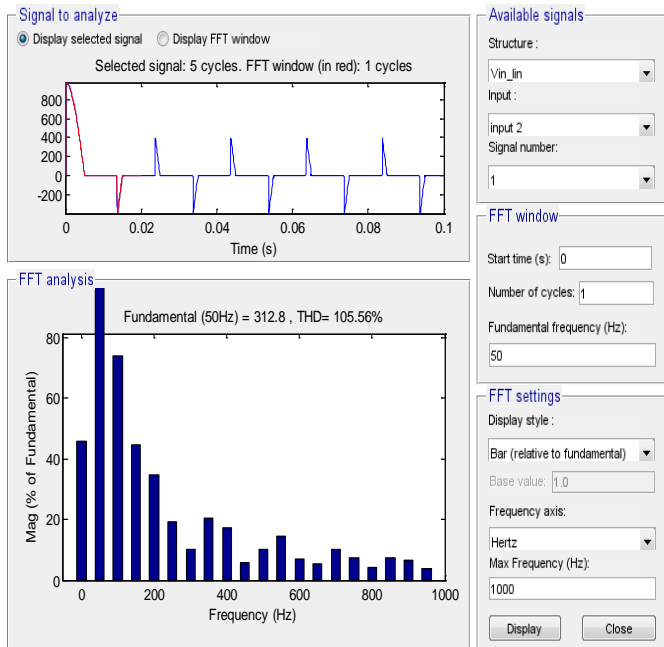 Signal to analyze
Display selected signal Display FFT window
Selected signal: 5 cycles. FFT window (in red): 1 cycles
800
600
400
200
0
-200
0 0.02 0.04 0.06 0.08 0.1
Time (s)
FFT analysis
Fundamental (50Hz) = 312.8 , THD= 105.56%
80
60
40
20
0
Mag (% of Fundamental)
0 200 400 600 800 1000
Frequency (Hz)
Available signals
Structure :
Vin_lin
Input :
input 2
Signal number:
1
FFT window
Start time (s): 0
Number of cycles: 1
Fundamental frequency (Hz):
50
FFT settings
Display style :
Bar (relative to fundamental)
Base value: 1.0
Frequency axis:
Hertz
Max Frequency (Hz):
1000
Display Close